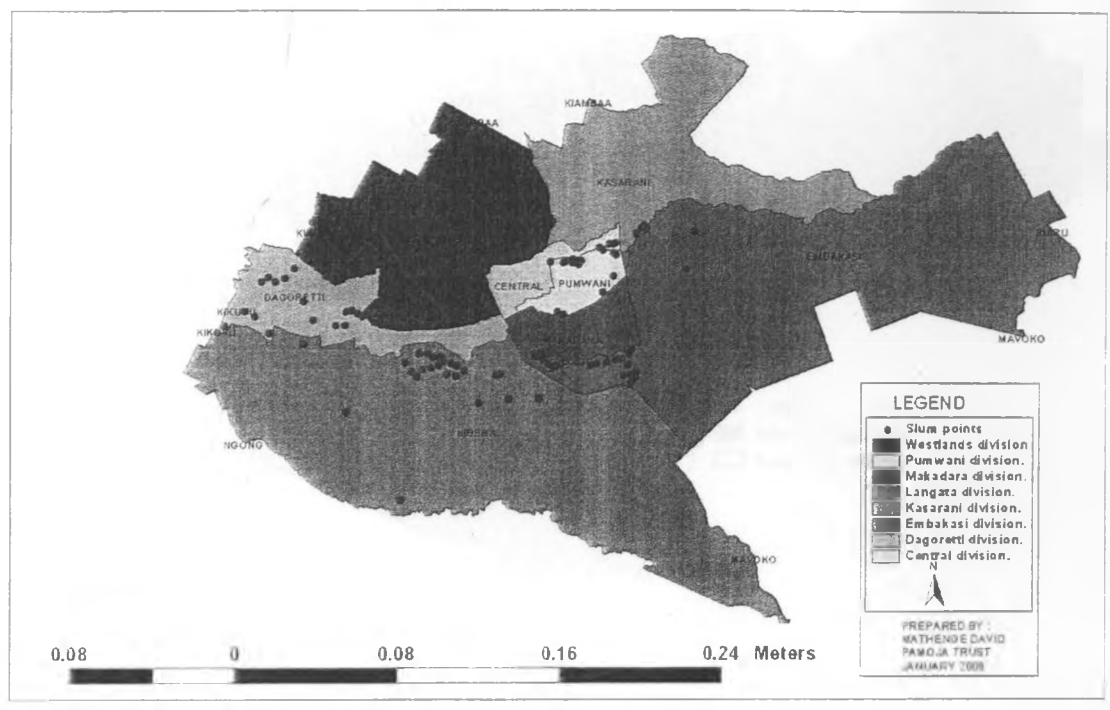 KIAMBAA
KASARANI
EMBAKASI
CENTRAL
PUMWANI
DAGORETTI
MAVOKO
NGONG
KIBERA
MAVOKO
LEGEND
Slum points
Westlands division
Pumwani division.
Makadara division.
Langata division.
Kasarani division.
Embakasi division.
Dagoretti division.
Central division.
N
PREPARED BY :
MATHENGE DAVID
PAMOJA TRUST
JANUARY
0.08 0 0.08 0.16 0.24 Meters